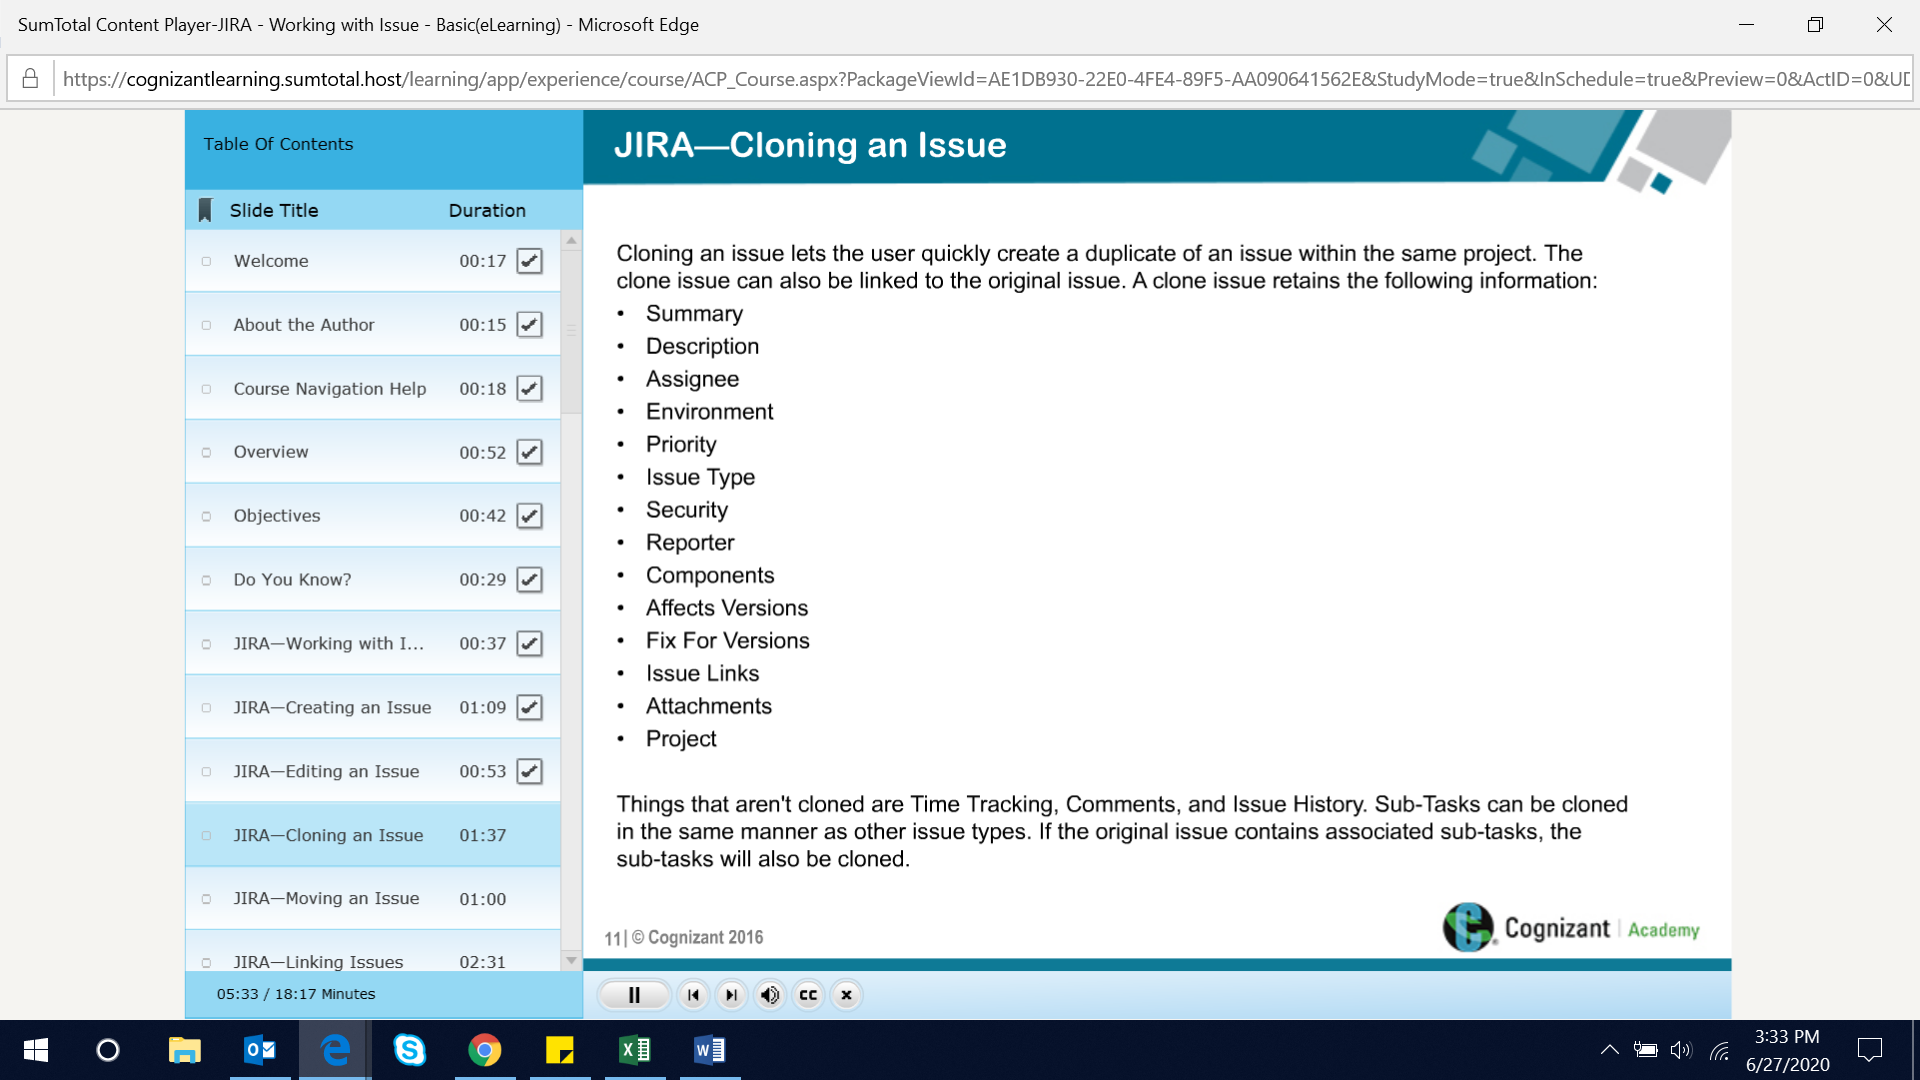 SumTotal Content Player-JIRA - Working with Issue - Basic(eLearning) - Microsoft Edge
https://cognizantlearning.sumtotal.host/learning/app/experience/course/ACP_Course.aspx?PackageViewId=AE1DB930-22E0-4FE4-89F5-AA090641562E&StudyMode=true&InSchedule=true&Preview=0&ActID=0&UD
Table Of Contents
Slide Title Duration
Welcome 00:17
About the Author 00:15
Course Navigation Help 00:18
Overview 00:52
Objectives 00:42
Do You Know? 00:29
JIRA—Working with I... 00:37
JIRA—Creating an Issue 01:09
JIRA—Editing an Issue 00:53
JIRA—Cloning an Issue 01:37
JIRA—Moving an Issue 01:00
JIRA—Linking Issues 02:31
05:33 / 18:17 Minutes
JIRA—Cloning an Issue
Cloning an issue lets the user quickly create a duplicate of an issue within the same project. The
clone issue can also be linked to the original issue. A clone issue retains the following information:
• Summary
• Description
• Assignee
• Environment
• Priority
• Issue Type
• Security
• Reporter
• Components
• Affects Versions
• Fix For Versions
• Issue Links
• Attachments
• Project
Things that aren't cloned are Time Tracking, Comments, and Issue History. Sub-Tasks can be cloned
in the same manner as other issue types. If the original issue contains associated sub-tasks, the
sub-tasks will also be cloned.
11| © Cognizant 2016
Cognizant | Academy
CC
3:33 PM
6/27/2020